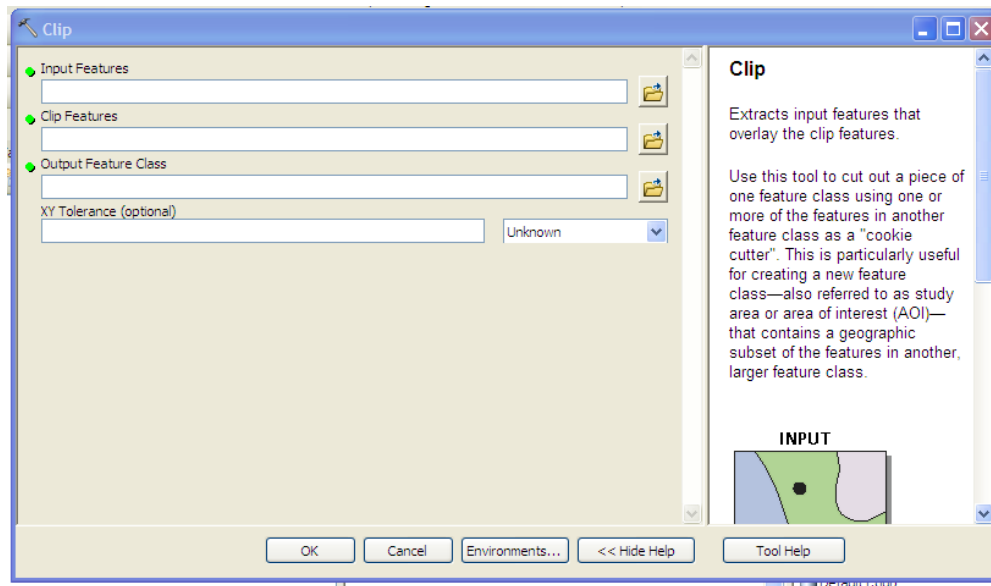 Clip
Input Features
Clip Features
Output Feature Class
XY Tolerance (optional)
Unknown
Clip
Extracts input features that
overlay the clip features.
Use this tool to cut out a piece of
one feature class using one or
more of the features in another
feature class as a "cookie
cutter". This is particularly useful
for creating a new feature
class—also referred to as study
area or area of interest (AOI)—
that contains a geographic
subset of the features in another,
larger feature class.
INPUT
OK
Cancel
Environments...
<< Hide Help
Tool Help